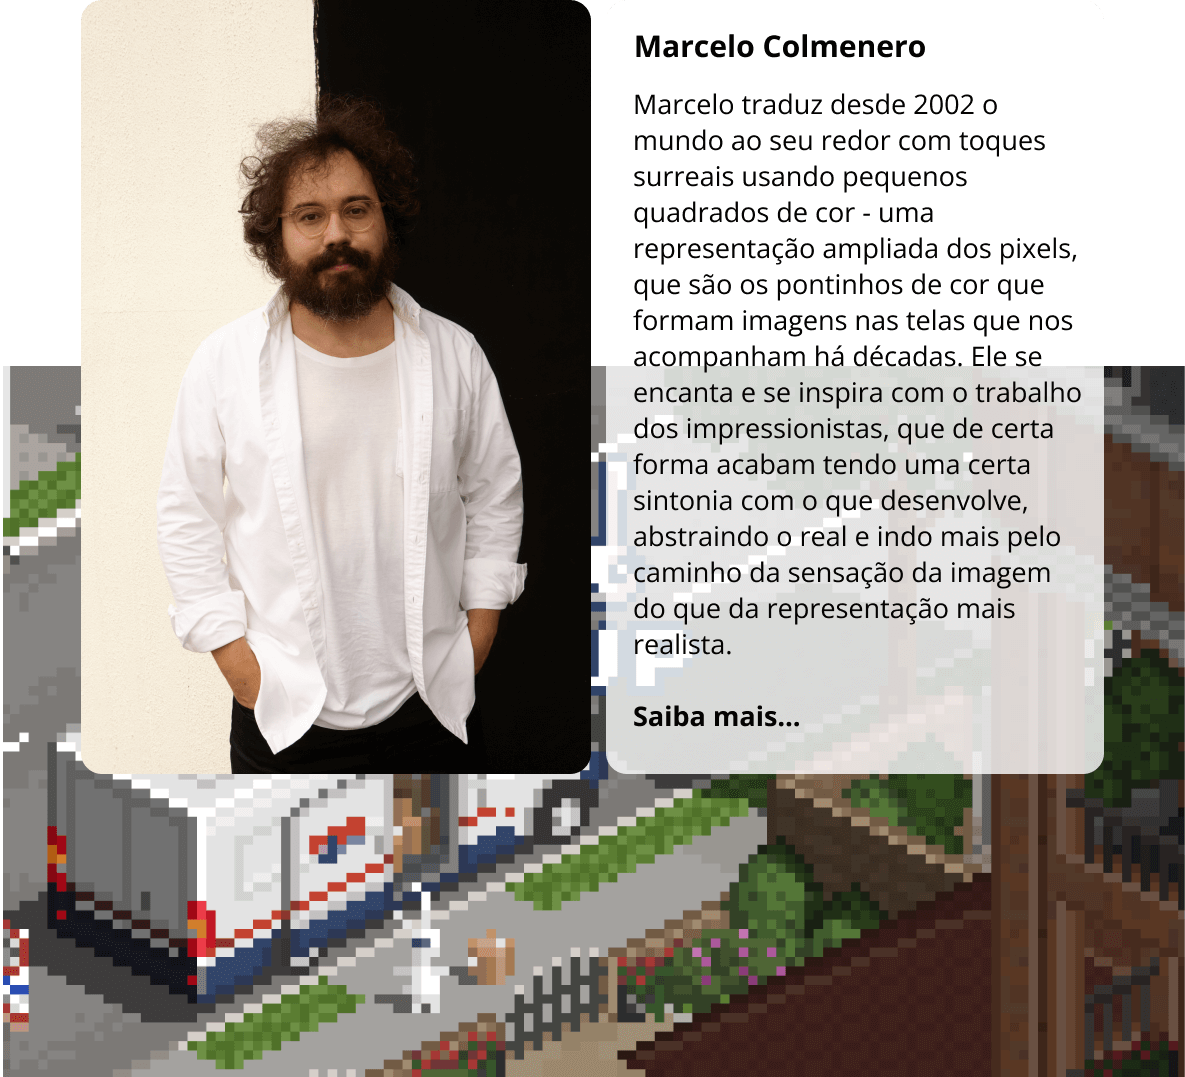 Marcelo Colmenero
Marcelo traduz desde 2002 o
mundo ao seu redor com toques
surreais usando pequenos
quadrados de cor - uma
representação ampliada dos pixels,
que são os pontinhos de cor que
formam imagens nas telas que nos
acompanham há décadas. Ele se
encanta e se inspira com o trabalho
dos impressionistas, que de certa
forma acabam tendo uma certa
sintonia com o que desenvolve,
abstraindo o real e indo mais pelo
caminho da sensação da imagem
do que da representação mais
realista.
Saiba mais...